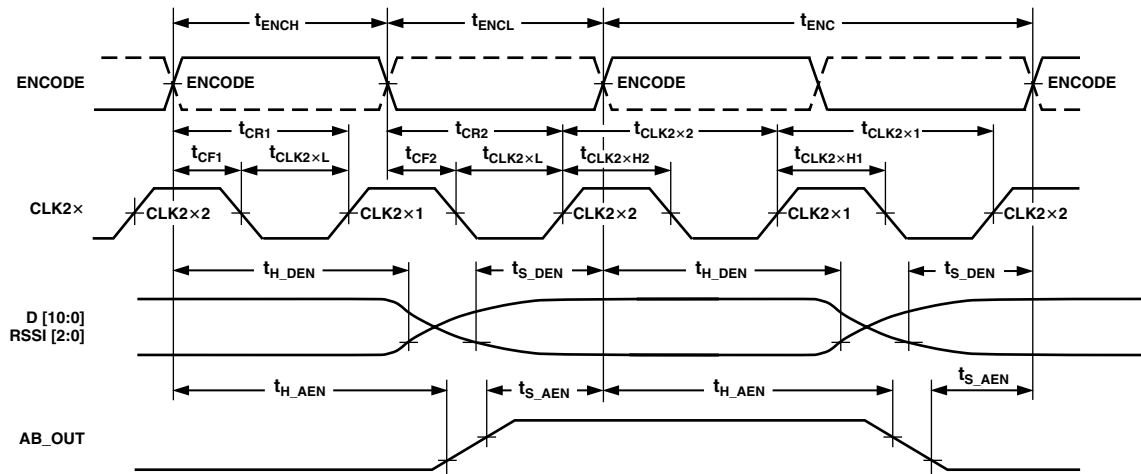 tENCH tENCL tENC
ENCODE ENCODE ENCODE ENCODE
tCR1 tCR2 tCLK2×2 tCLK2×1
tCF1 tCLK2×L tCF2 tCLK2×L tCLK2×H2 tCLK2×H1
CLK2× CLK2×2 CLK2×1 CLK2×2 CLK2×1 CLK2×2
tH_DEN tS_DEN tH_DEN tS_DEN
D [10:0]
RSSI [2:0]
tH_AEN tS_AEN tH_AEN tS_AEN
AB_OUT